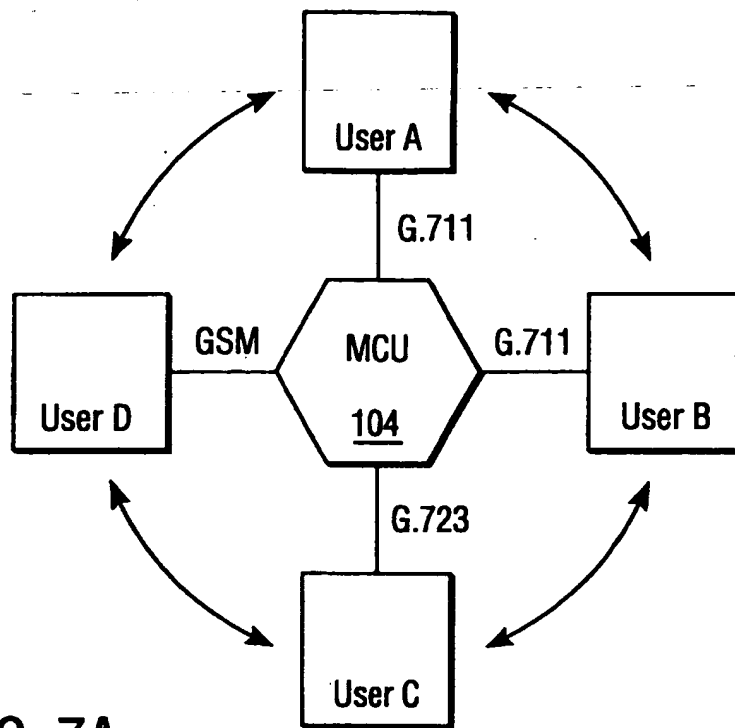 User A
G.711
GSM
MCU
G.711
User D
104
User B
G.723
User C